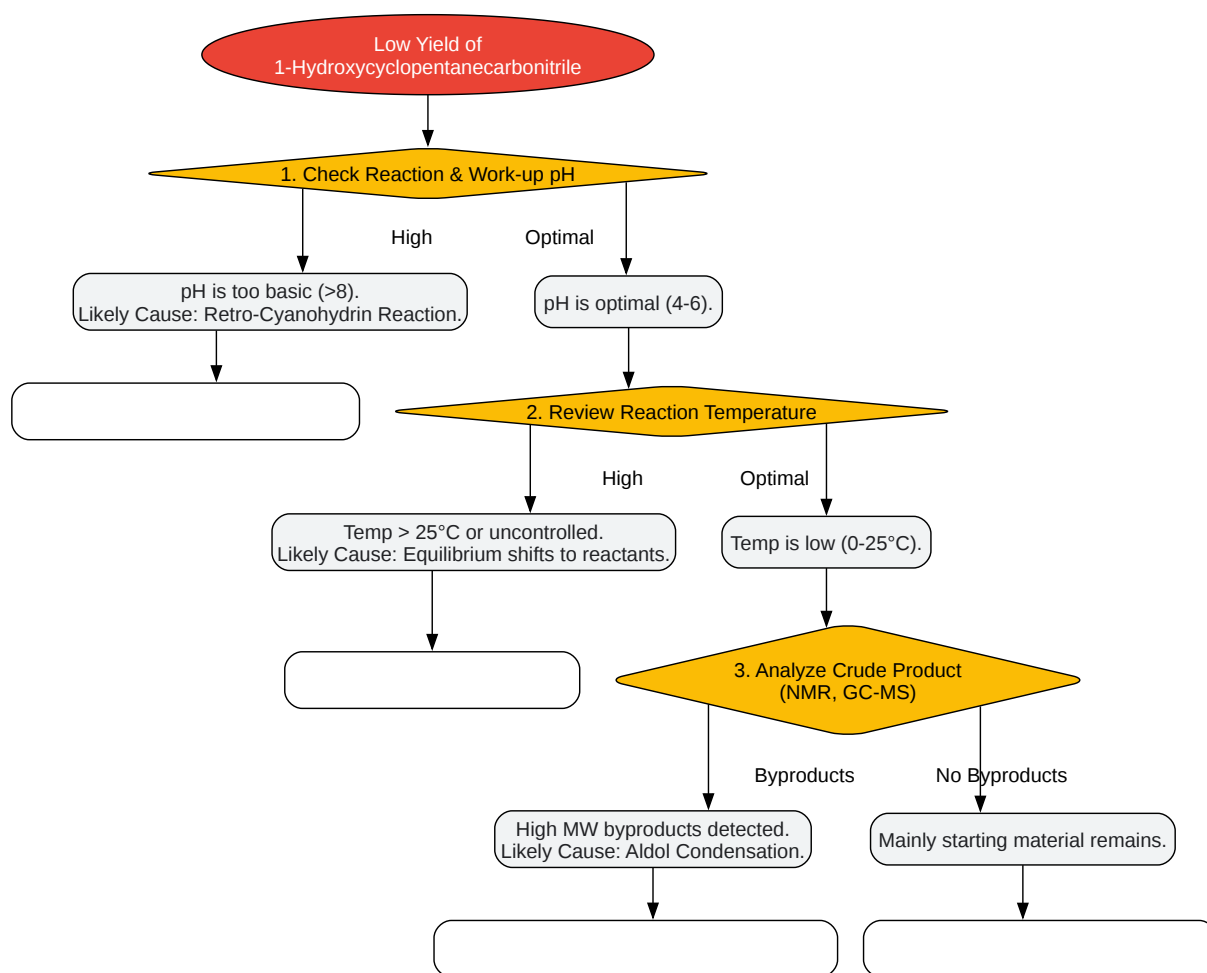 Low Yield of
1-Hydroxycyclopentanecarbonitrile
1. Check Reaction & Work-up pH
High
Optimal
pH is too basic (>8).
Likely Cause: Retro-Cyanohydrin Reaction.
pH is optimal (4-6).
2. Review Reaction Temperature
High
Optimal
Temp > 25°C or uncontrolled.
Likely Cause: Equilibrium shifts to reactants.
Temp is low (0-25°C).
3. Analyze Crude Product
(NMR, GC-MS)
Byproducts
No Byproducts
High MW byproducts detected.
Likely Cause: Aldol Condensation.
Mainly starting material remains.